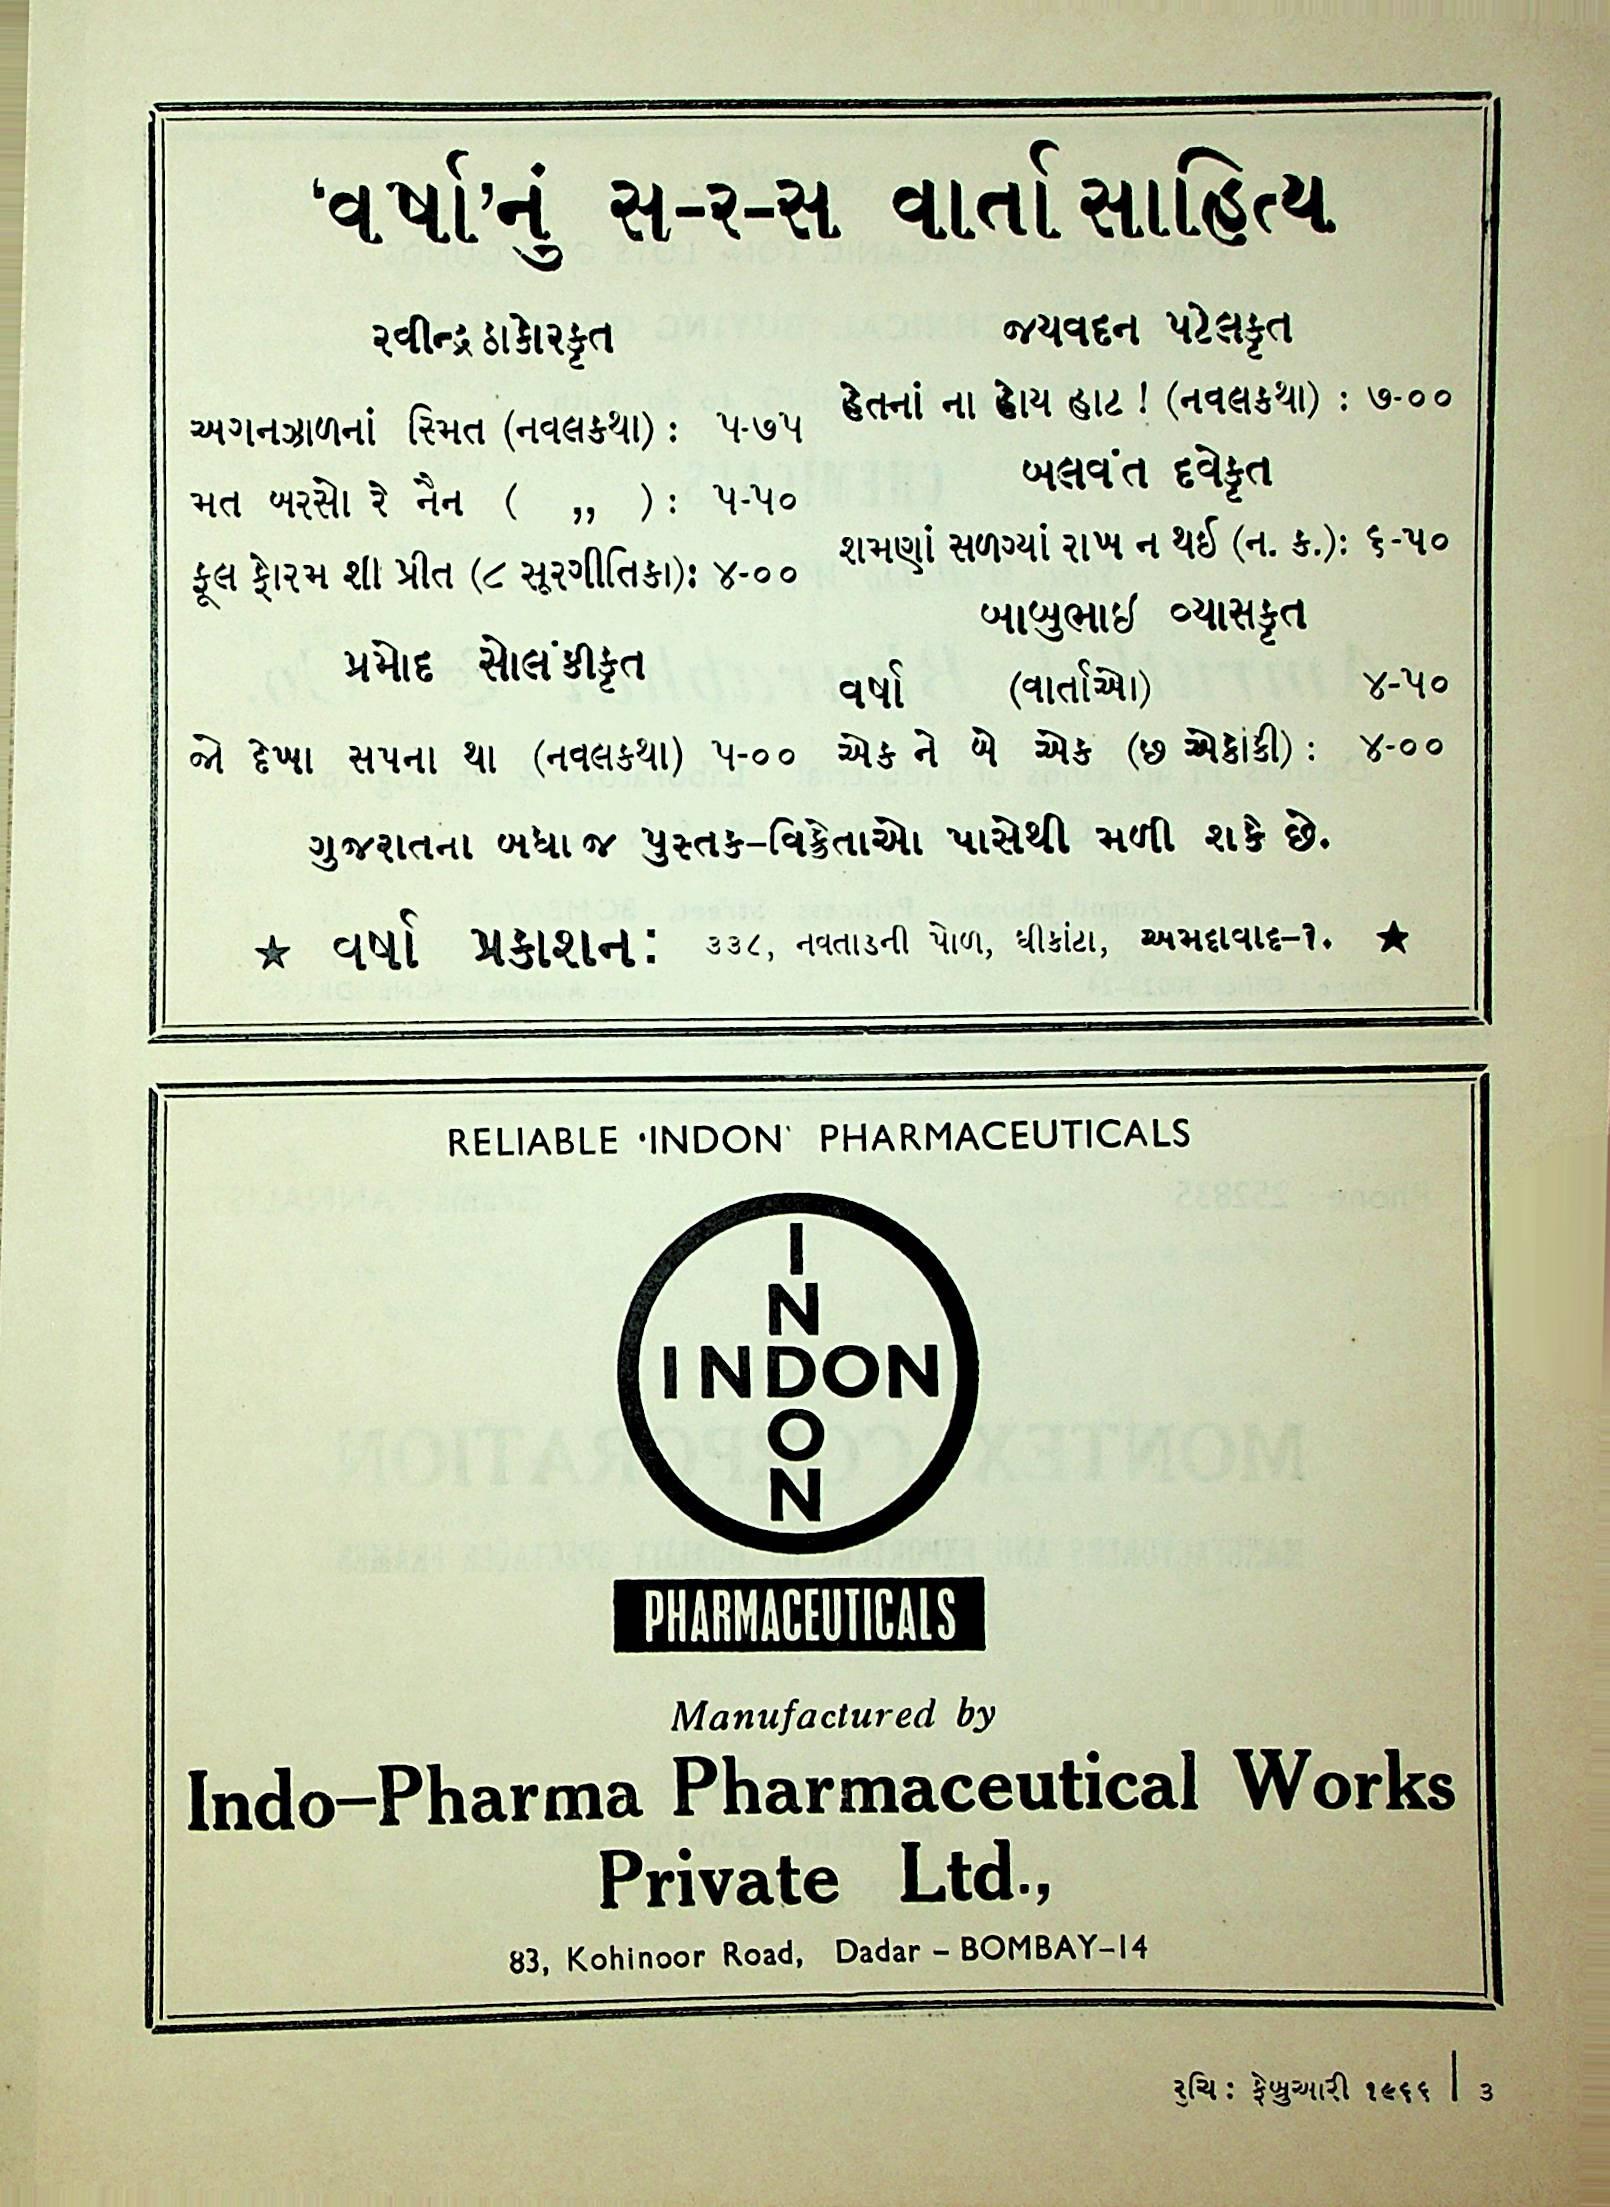 ‘વર્ષા’નું સ-ર-સ વાર્તા સાહિત્ય
રવીન્દ્ર ઠાકોરકૃત
અગનઝાળનાં સ્મિત (નવલકથા) : ૫-૭૫
મત બરસો રે નૈન ( ,, ) : ૫-૫૦
ફૂલ ફોરમ શી પ્રીત (૮ સૂરગીતિકા): ૪-૦૦
પ્રમોદ સોલંકીકૃત
જો દેખા સપના થા (નવલકથા) ૫-૦૦
જયવદન પટેલકૃત
હેતનાં ના હોય હાટ ! (નવલકથા) : ૭-૦૦
બલવંત દવેકૃત
શમણાં સળગ્યાં રાખ ન થઈ (ન. ક.): ૬-૫૦
બાબુભાઇ વ્યાસકૃત
વર્ષા (વાર્તાઓ) ૪-૫૦
એક ને બે એક (છ એકાંકી) : ૪-૦૦
ગુજરાતના બધા જ પુસ્તક-વિક્રેતાઓ પાસેથી મળી શકે છે.
★ વર્ષા પ્રકાશન: ૩૩૮, નવતાડની પોળ, ઘીકાંટા, અમદાવાદ-૧. ★
RELIABLE ‘INDON’ PHARMACEUTICALS
I
N
INDON
O
N
PHARMACEUTICALS
Manufactured by
Indo-Pharma Pharmaceutical Works
Private Ltd.,
83, Kohinoor Road, Dadar - BOMBAY-14
રુચિ : ફેબ્રુઆરી ૧૯૬૬ | ૩